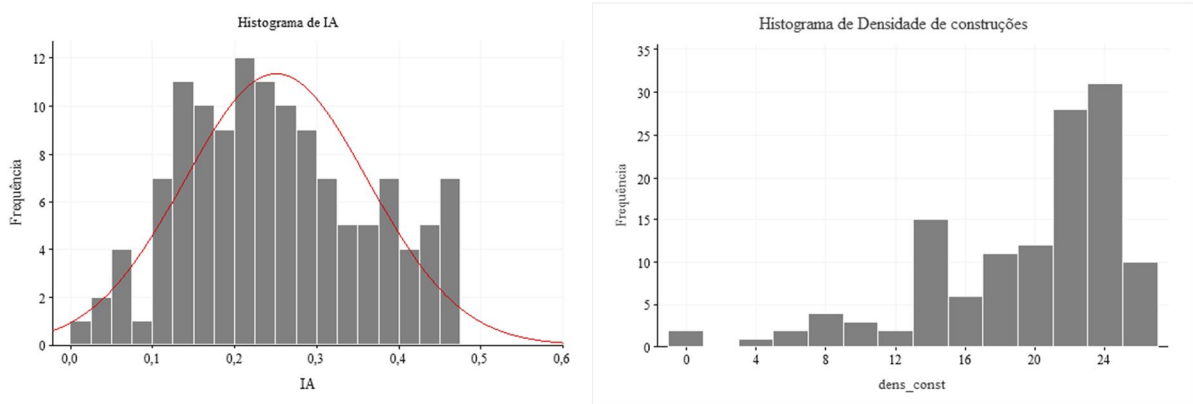 Histograma de IA
12
10
8
6
4
2
0
Frequência
0,0 0,1 0,2 0,3 0,4 0,5 0,6
IA
Histograma de Densidade de construções
35
30
25
20
15
10
5
0
Frequência
0 4 8 12 16 20 24
dens_const